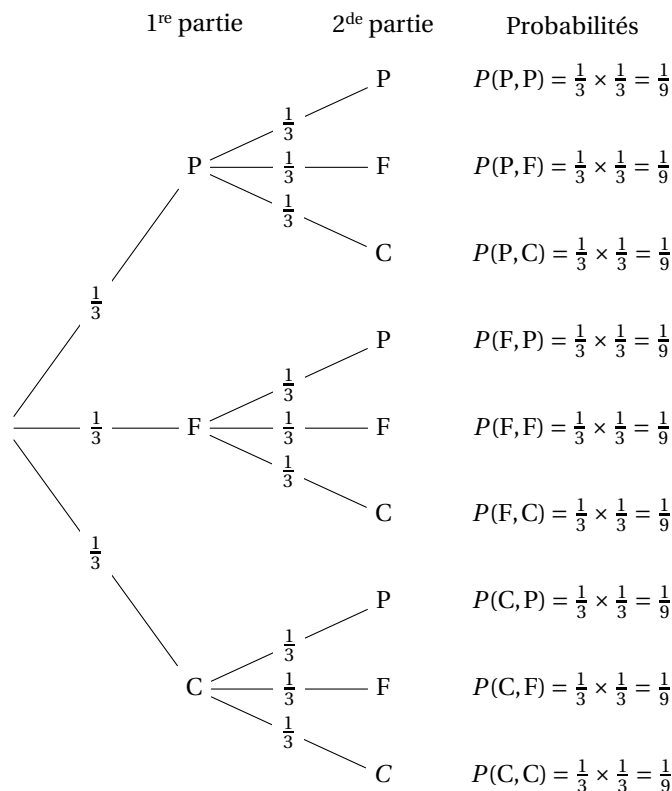 1re partie 2de partie Probabilités
P P(P, P) = 1/3 × 1/3 = 1/9
1/3
P 1/3 F P(P, F) = 1/3 × 1/3 = 1/9
1/3
C P(P, C) = 1/3 × 1/3 = 1/9
1/3
P P(F, P) = 1/3 × 1/3 = 1/9
1/3
1/3 F 1/3 F P(F, F) = 1/3 × 1/3 = 1/9
1/3
C P(F, C) = 1/3 × 1/3 = 1/9
1/3
P P(C, P) = 1/3 × 1/3 = 1/9
1/3
C 1/3 F P(C, F) = 1/3 × 1/3 = 1/9
1/3
C P(C, C) = 1/3 × 1/3 = 1/9